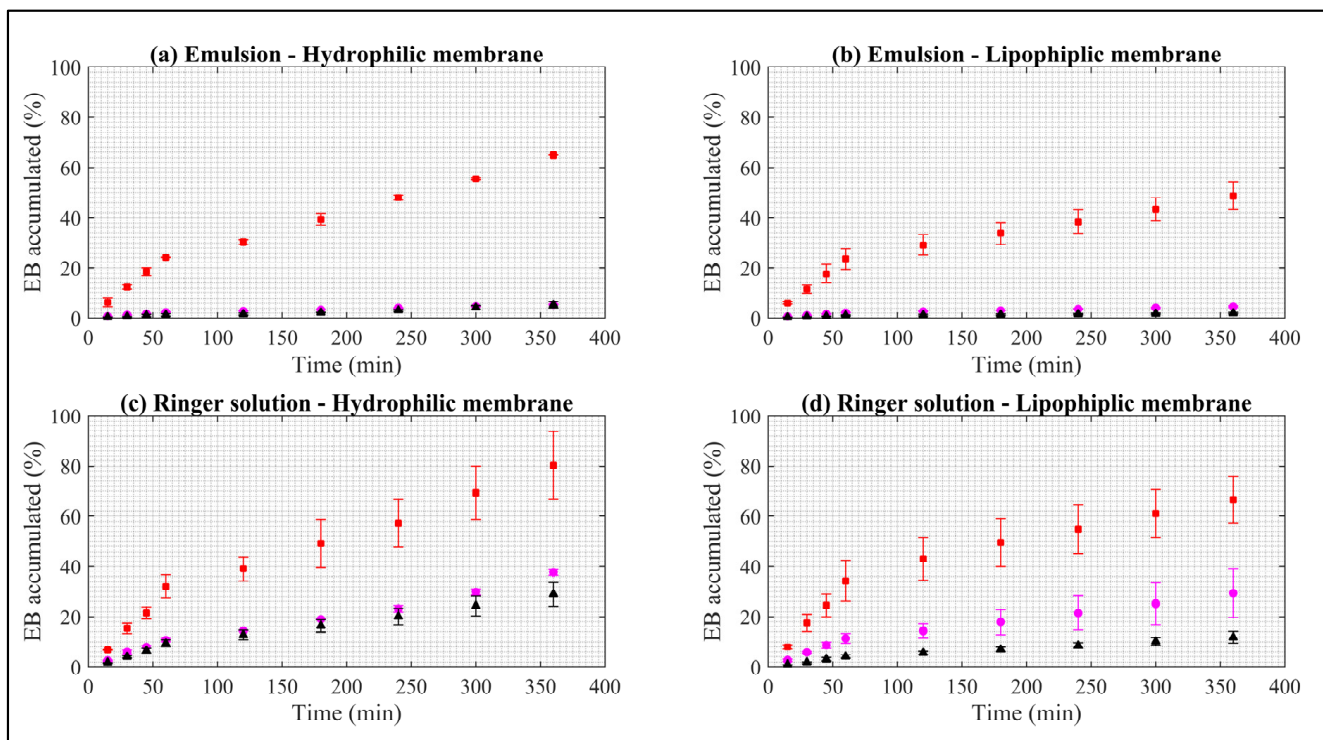 (a) Emulsion - Hydrophilic membrane
100
80
60
40
20
0
EB accumulated (%)
0 50 100 150 200 250 300 350 400
Time (min)
(b) Emulsion - Lipophiplic membrane
100
80
60
40
20
0
EB accumulated (%)
0 50 100 150 200 250 300 350 400
Time (min)
(c) Ringer solution - Hydrophilic membrane
100
80
60
40
20
0
EB accumulated (%)
0 50 100 150 200 250 300 350 400
Time (min)
(d) Ringer solution - Lipophiplic membrane
100
80
60
40
20
0
EB accumulated (%)
0 50 100 150 200 250 300 350 400
Time (min)